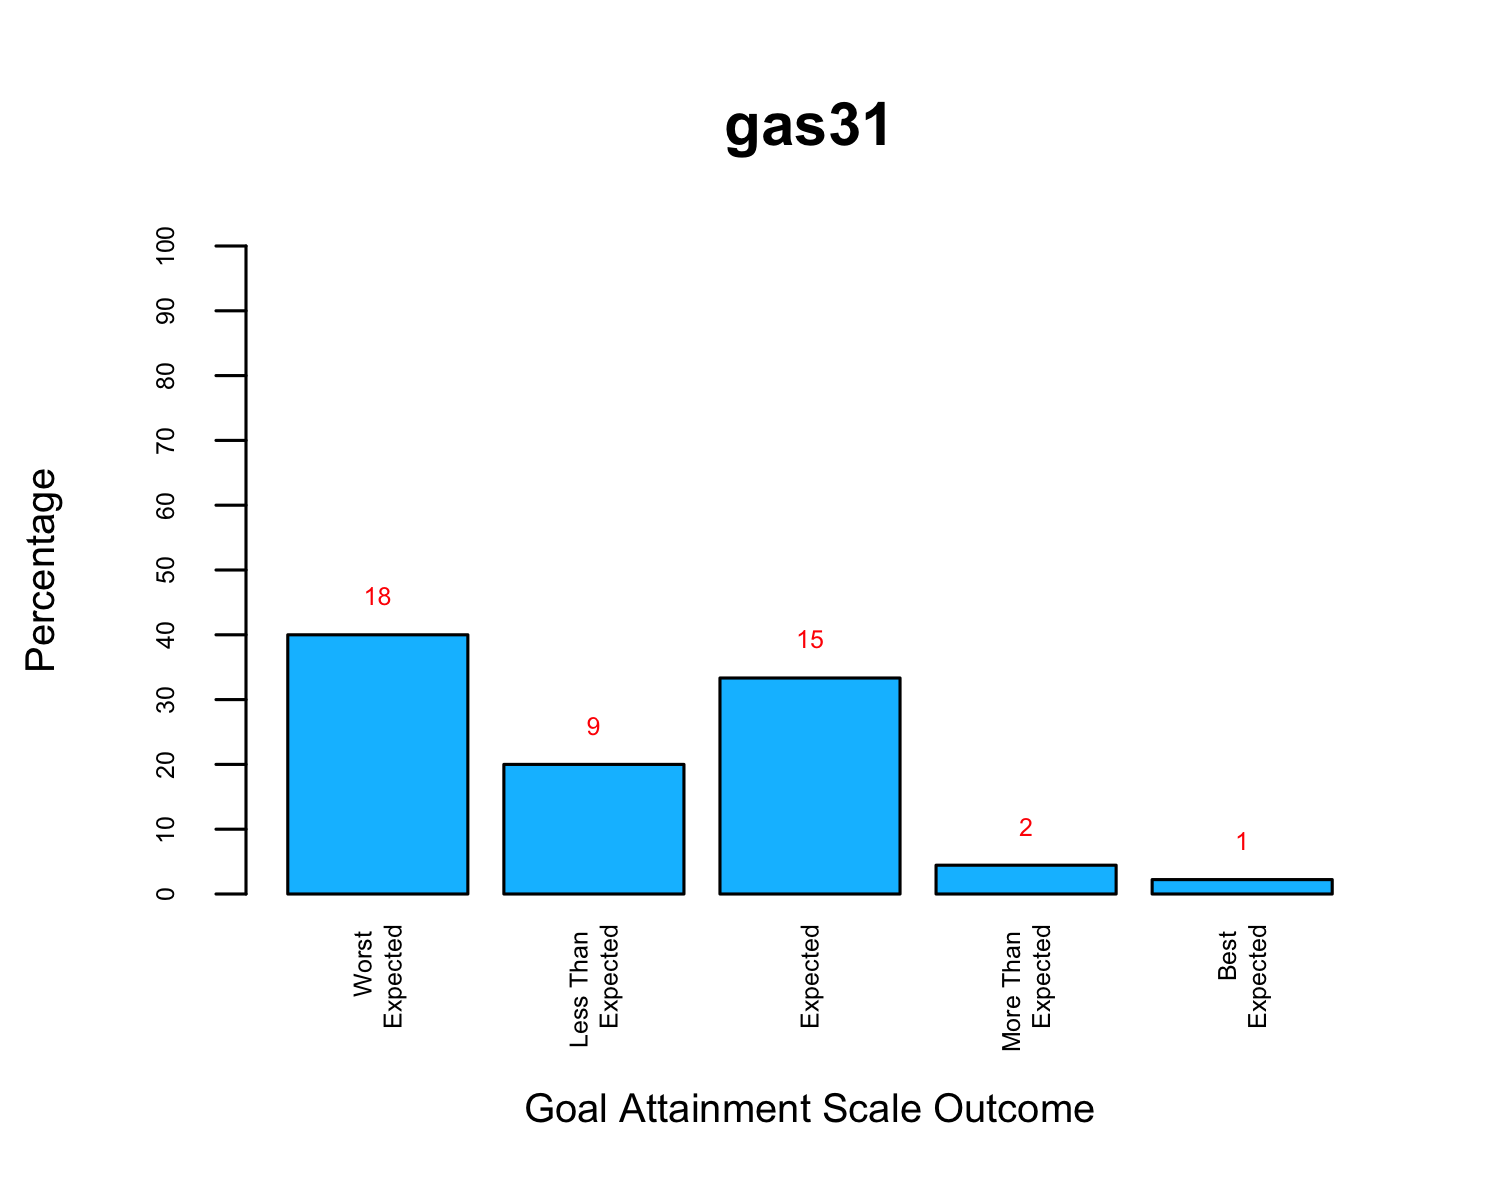 gas31
Percentage
100
90
80
70
60
50
40
30
20
10
0
18
9
15
2
1
Worst
Expected
Less Than
Expected
Expected
More Than
Expected
Best
Expected
Goal Attainment Scale Outcome